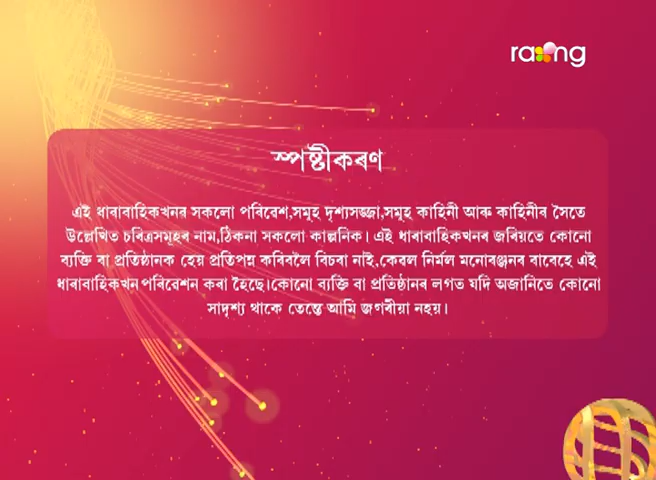 rang
স্পষ্টীকৰণ
এই ধাৰাবাহিকখনৰ সকলো পৰিৱেশ,সমূহ দৃশ্যসজ্জা,সমূহ কাহিনী আৰু কাহিনীৰ সৈতে
উল্লেখিত চৰিত্ৰসমূহৰ নাম,ঠিকনা সকলো কাল্পনিক। এই ধাৰাবাহিকখনৰ জৰিয়তে কোনো
ব্যক্তি বা প্ৰতিষ্ঠানক হেয় প্ৰতিপন্ন কৰিবলৈ বিচৰা নাই,কেৱল নিৰ্মল মনোৰঞ্জনৰ বাবেহে এই
ধাৰাবাহিকখন পৰিৱেশন কৰা হৈছে।কোনো ব্যক্তি বা প্ৰতিষ্ঠানৰ লগত যদি অজানিতে কোনো
সাদৃশ্য থাকে তেন্তে আমি জগৰীয়া নহয়।